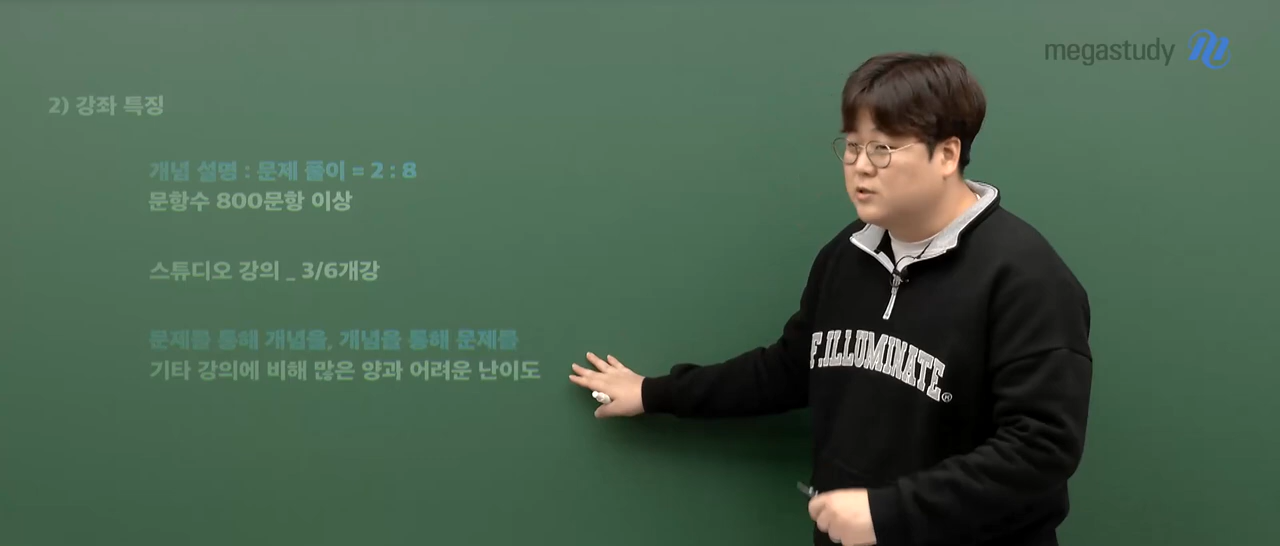 megastudy
2) 강좌 특징
개념 설명 : 문제 풀이 = 2 : 8
문항수 800문항 이상
스튜디오 강의 _ 3/6개강
문제를 통해 개념을, 개념을 통해 문제를
기타 강의에 비해 많은 양과 어려운 난이도
F.ILLUMINATE®